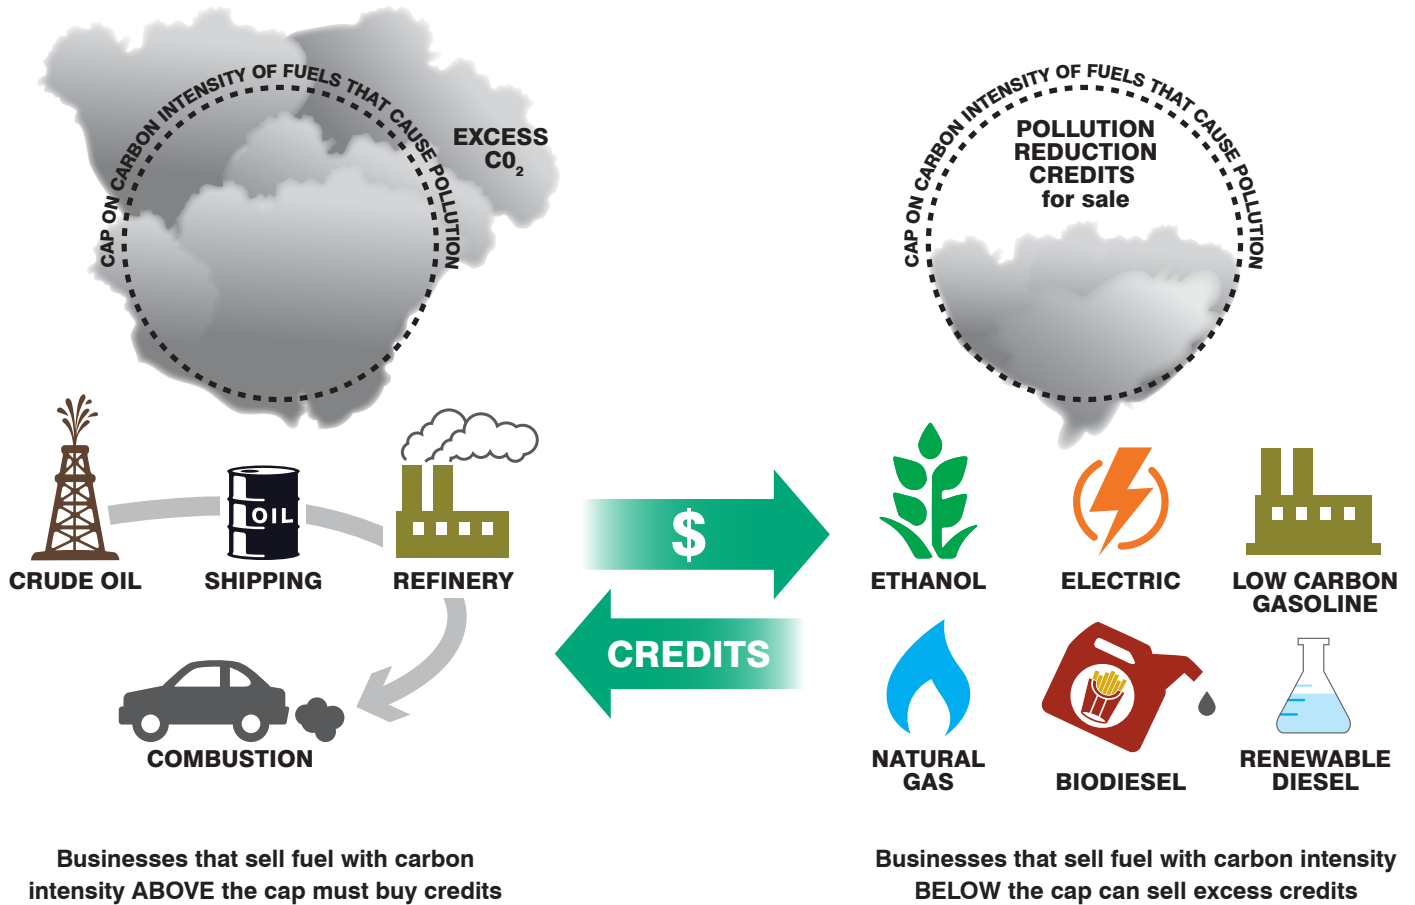 CAP ON CARBON INTENSITY OF FUELS THAT CAUSE POLLUTION
EXCESS
C0₂
CAP ON CARBON INTENSITY OF FUELS THAT CAUSE POLLUTION
POLLUTION
REDUCTION
CREDITS
for sale
OIL
CRUDE OIL
SHIPPING
REFINERY
COMBUSTION
$
CREDITS
ETHANOL
ELECTRIC
LOW CARBON
GASOLINE
NATURAL
GAS
BIODIESEL
RENEWABLE
DIESEL
Businesses that sell fuel with carbon
intensity ABOVE the cap must buy credits
Businesses that sell fuel with carbon intensity
BELOW the cap can sell excess credits